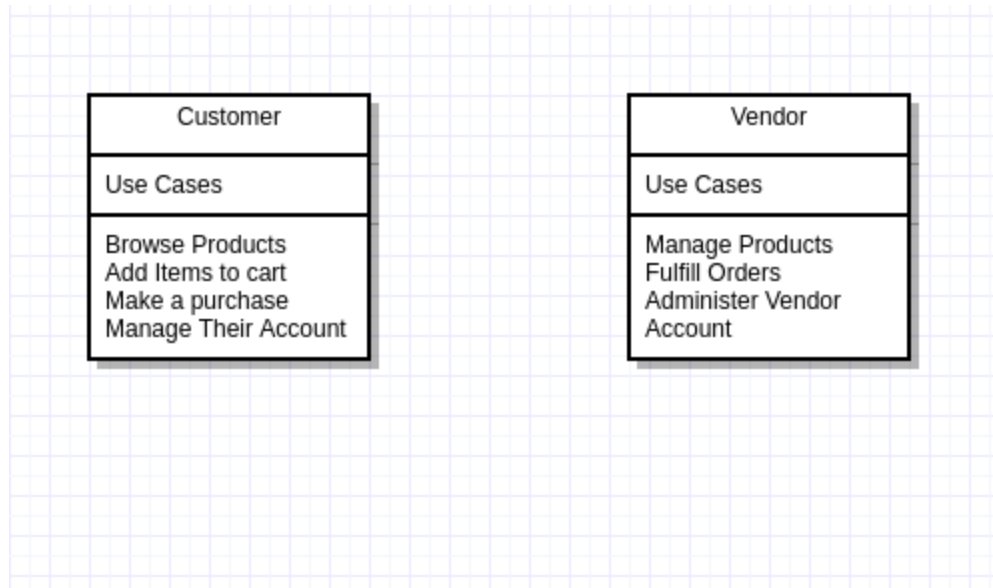 Customer
Use Cases
Browse Products
Add Items to cart
Make a purchase
Manage Their Account
Vendor
Use Cases
Manage Products
Fulfill Orders
Administer Vendor
Account